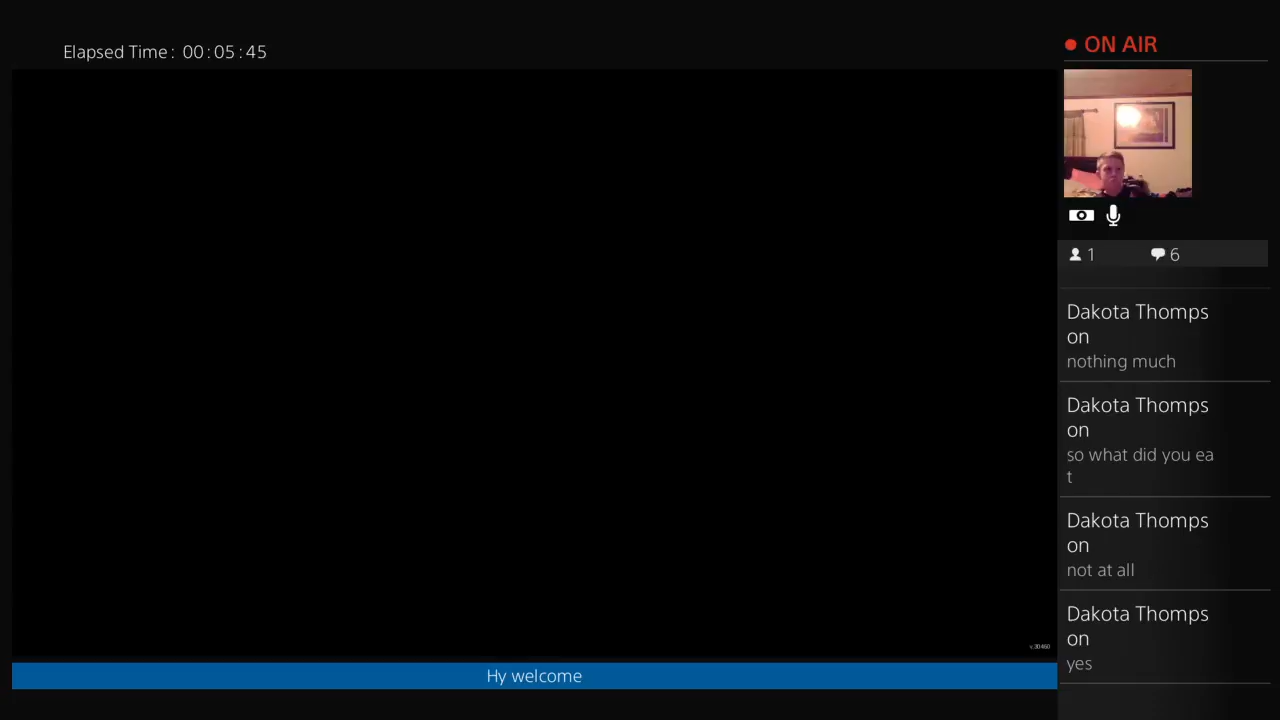 Elapsed Time: 00:05:45
ON AIR
1 6
Dakota Thomps
on
nothing much
Dakota Thomps
on
so what did you ea
t
Dakota Thomps
on
not at all
Dakota Thomps
on
yes
v.30460
Hy welcome